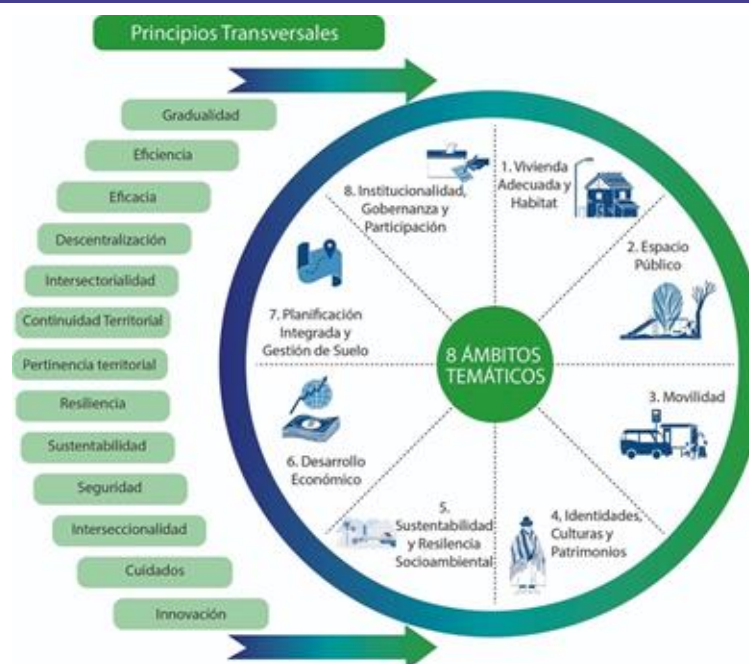 Principios Transversales
Gradualidad
Eficiencia
Eficacia
Descentralización
Intersectorialidad
Continuidad Territorial
Pertinencia territorial
Resiliencia
Sustentabilidad
Seguridad
Interseccionalidad
Cuidados
Innovación
8 ÁMBITOS
TEMÁTICOS
1. Vivienda
Adecuada y
Habitat
2. Espacio
Público
3. Movilidad
4, Identidades,
Culturas y
Patrimonios
5.
Sustentabilidad
y Resilencia
Socioambiental
6. Desarrollo
Económico
7. Planificación
Integrada y
Gestión de Suelo
8. Institucionalidad,
Gobernanza y
Participación